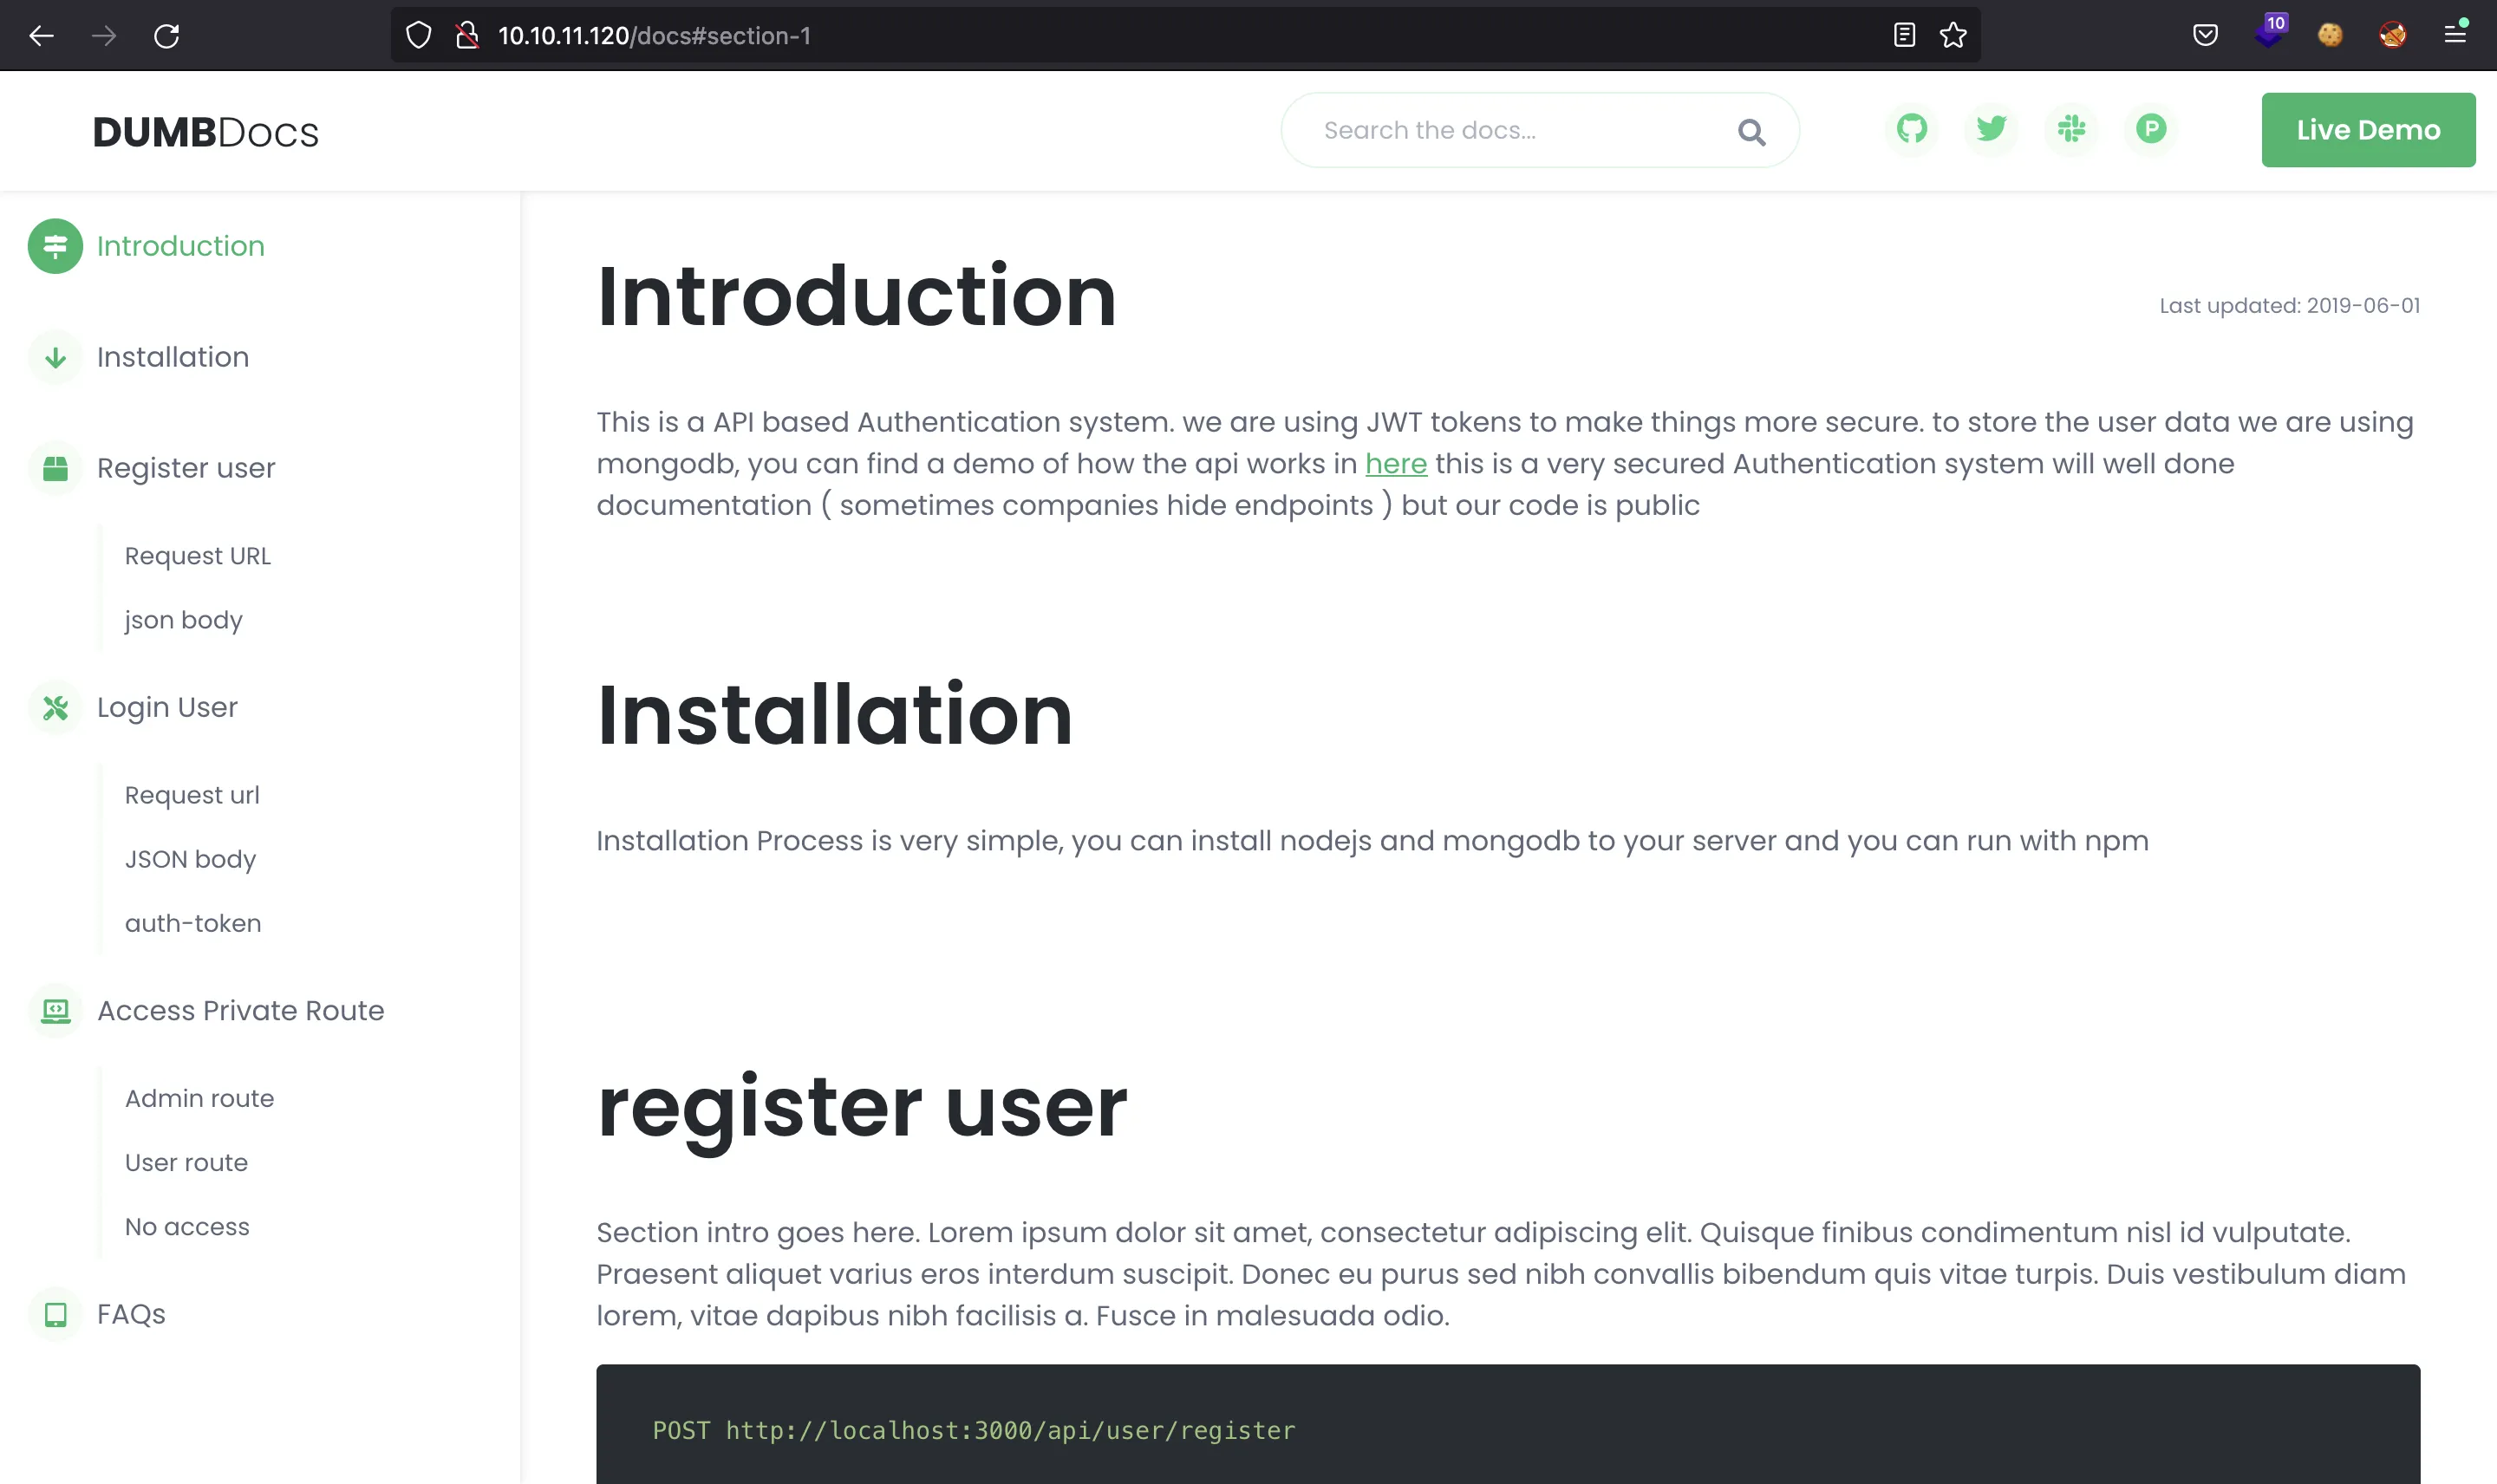 10.10.11.120/docs#section-1
10
DUMBDocs
Search the docs...
P
Live Demo
Introduction
Installation
Register user
Request URL
json body
Login User
Request url
JSON body
auth-token
Access Private Route
Admin route
User route
No access
FAQs
Introduction
Last updated: 2019-06-01
This is a API based Authentication system. we are using JWT tokens to make things more secure. to store the user data we are using
mongodb, you can find a demo of how the api works in here this is a very secured Authentication system will well done
documentation ( sometimes companies hide endpoints ) but our code is public
Installation
Installation Process is very simple, you can install nodejs and mongodb to your server and you can run with npm
register user
Section intro goes here. Lorem ipsum dolor sit amet, consectetur adipiscing elit. Quisque finibus condimentum nisl id vulputate.
Praesent aliquet varius eros interdum suscipit. Donec eu purus sed nibh convallis bibendum quis vitae turpis. Duis vestibulum diam
lorem, vitae dapibus nibh facilisis a. Fusce in malesuada odio.
POST http://localhost:3000/api/user/register